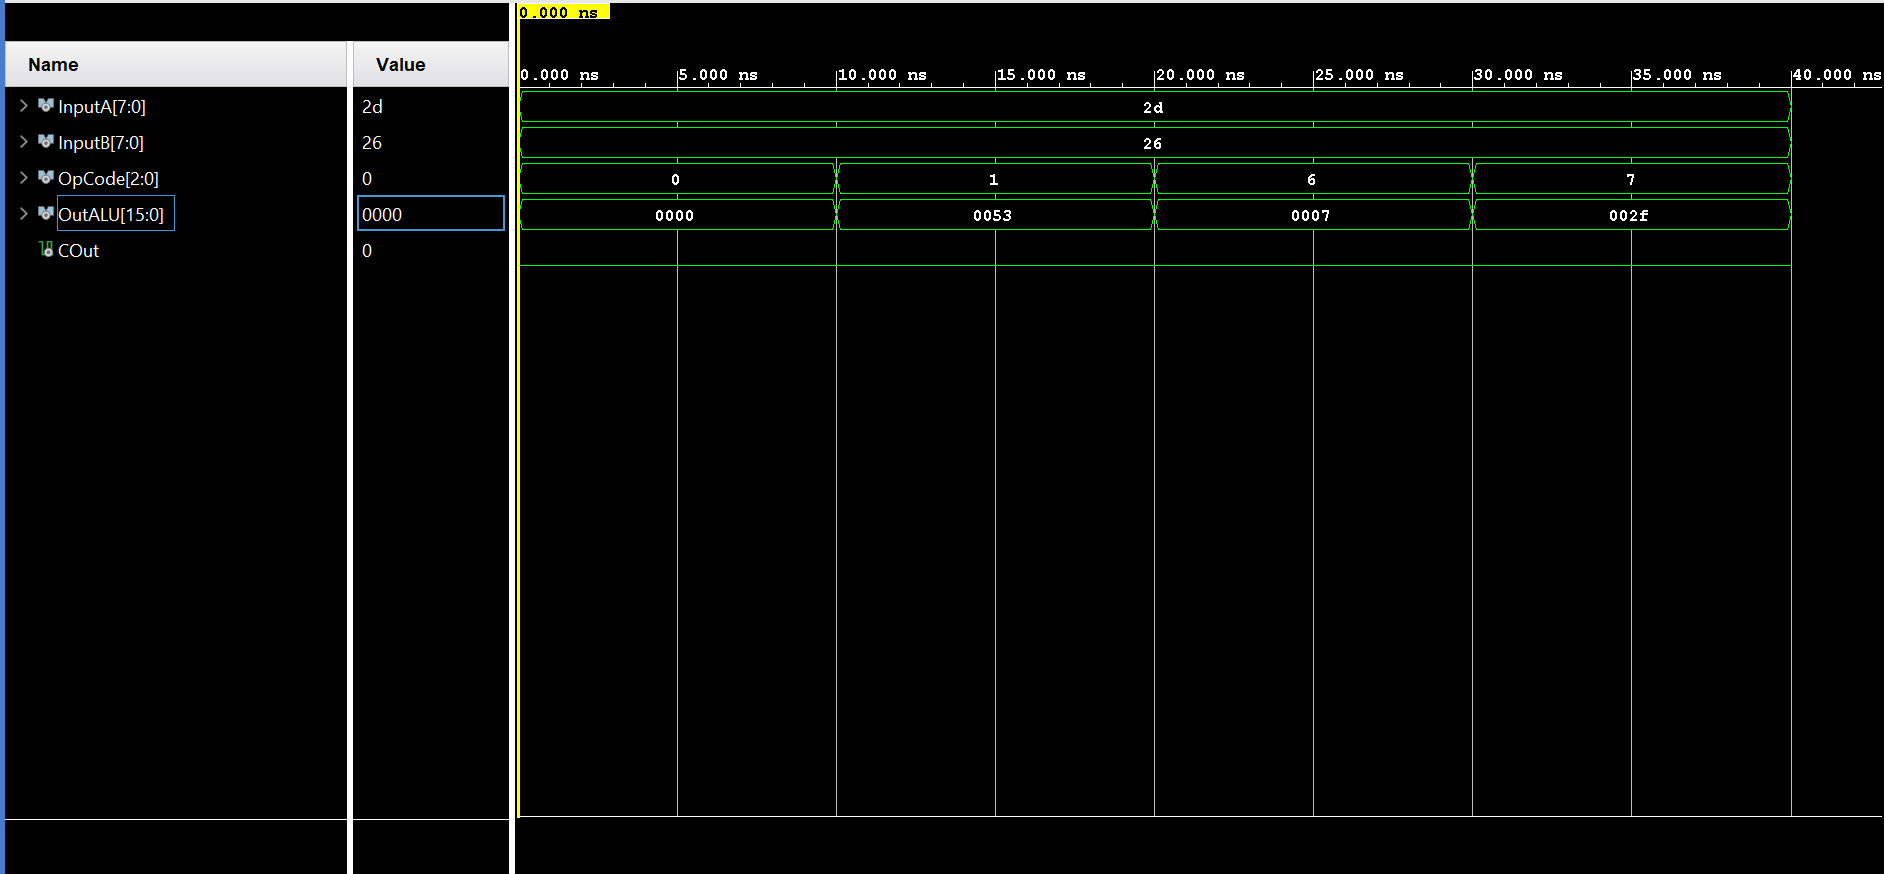 0.000 ns
Name Value
0.000 ns 5.000 ns 10.000 ns 15.000 ns 20.000 ns 25.000 ns 30.000 ns 35.000 ns 40.000 ns
InputA[7:0] 2d 2d
InputB[7:0] 26 26
OpCode[2:0] 0 0 1 6 7
OutALU[15:0] 0000 0000 0053 0007 002f
COut 0